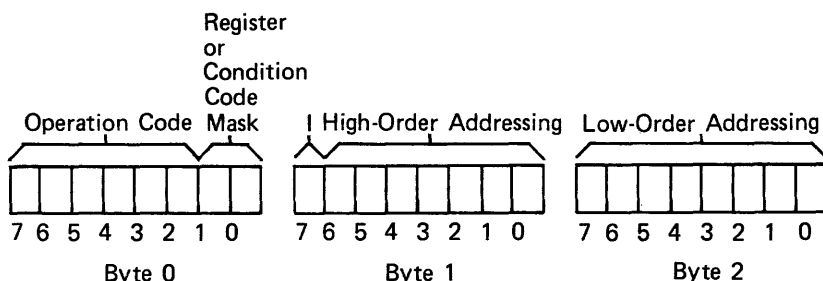 Register
or
Condition
Code
Operation Code Mask I High-Order Addressing Low-Order Addressing
7 6 5 4 3 2 1 0 7 6 5 4 3 2 1 0 7 6 5 4 3 2 1 0
Byte 0 Byte 1 Byte 2